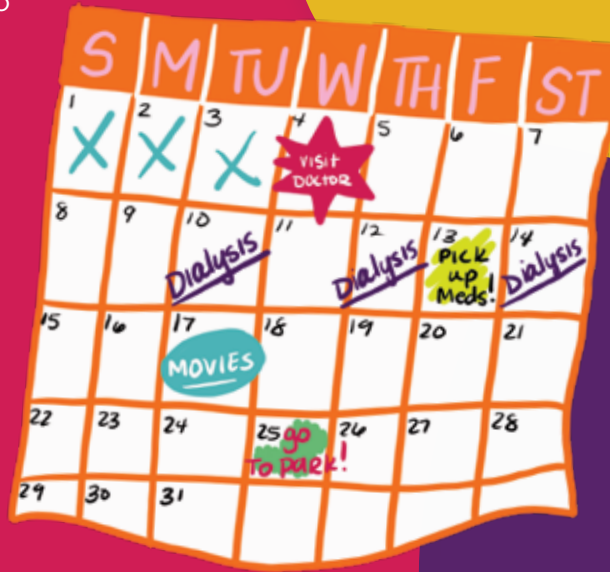 S M TU W TH F ST
1 2 3 4 5 6 7
X X X
VISIT
DOCTOR
8 9 10 11 12 13 14
Dialysis Dialysis PICK Dialysis
UP
Meds!
15 16 17 18 19 20 21
MOVIES
22 23 24 25 go 26 27 28
TO PARK!
29 30 31